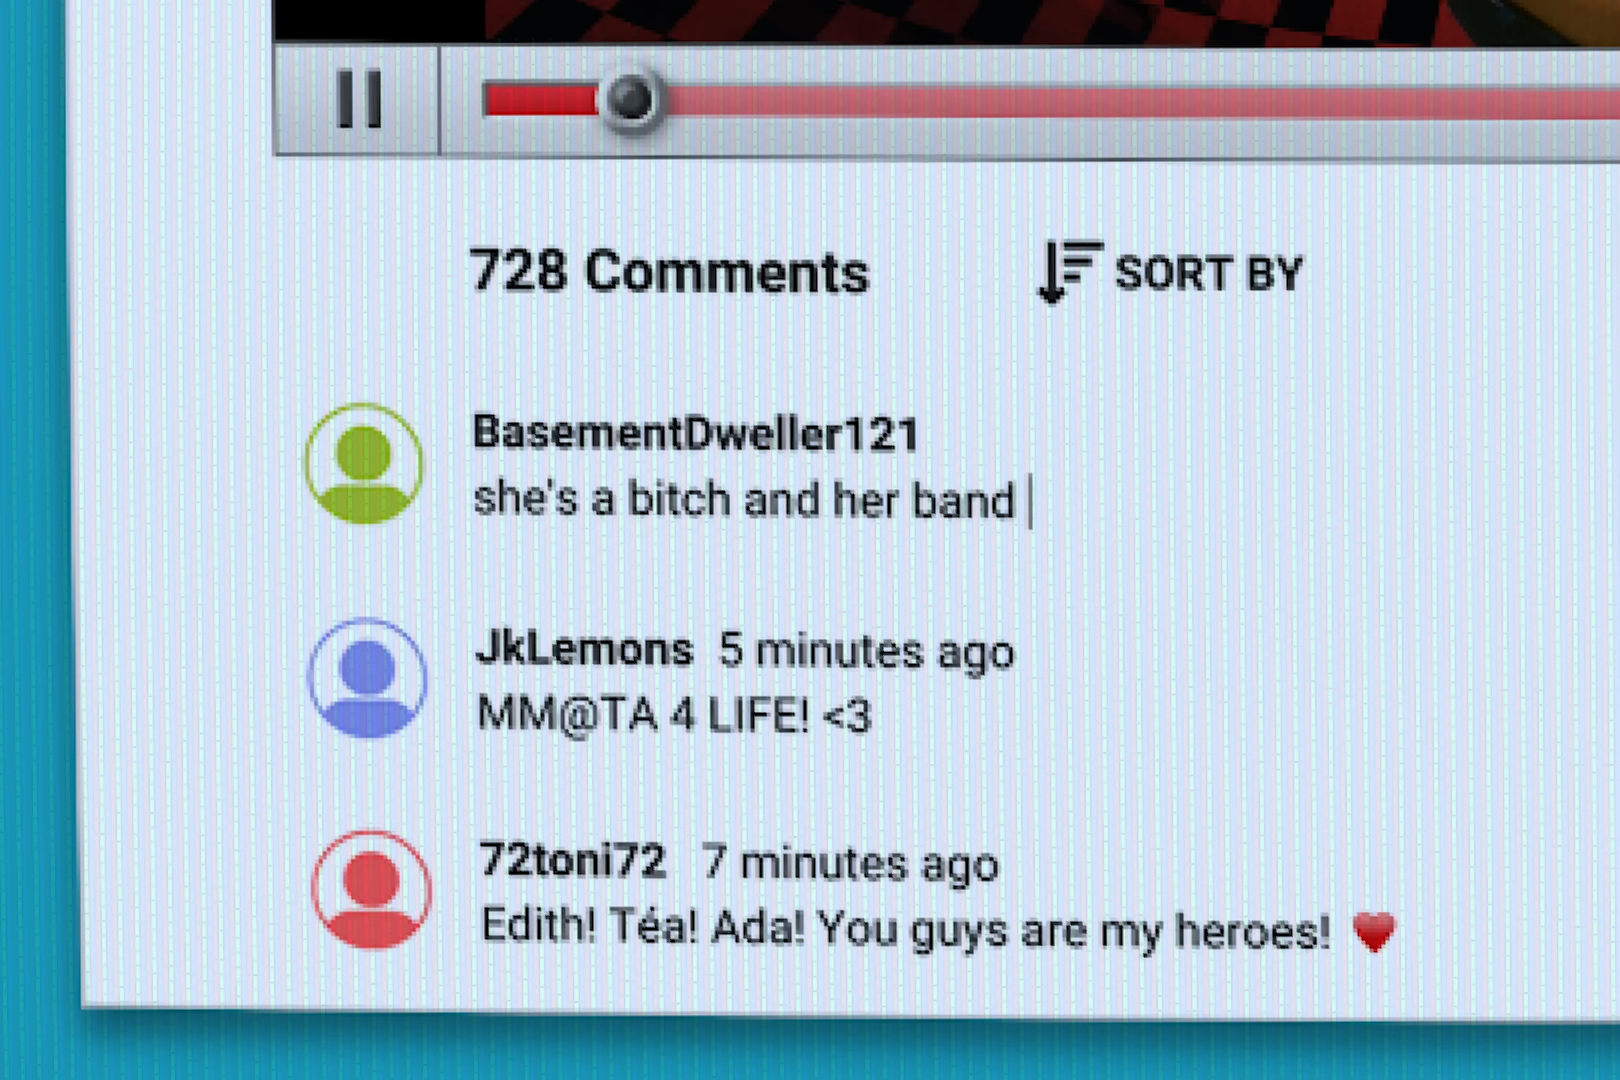 728 Comments
SORT BY
BasementDweller121
she's a bitch and her band
JkLemons 5 minutes ago
MM@TA 4 LIFE! <3
72toni72 7 minutes ago
Edith! Téa! Ada! You guys are my heroes! ❤